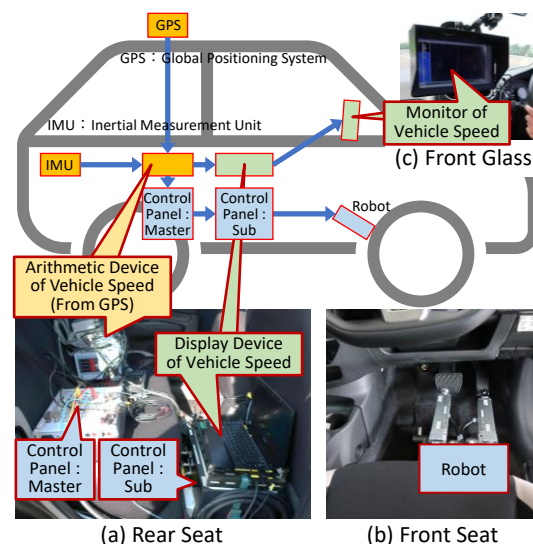 GPS
GPS：Global Positioning System
IMU：Inertial Measurement Unit
Monitor of
Vehicle Speed
(c) Front Glass
IMU
Control
Panel :
Master
Control
Panel :
Sub
Robot
Arithmetic Device
of Vehicle Speed
(From GPS)
Display Device
of Vehicle Speed
Control
Panel :
Master
Control
Panel :
Sub
Robot
(a) Rear Seat
(b) Front Seat